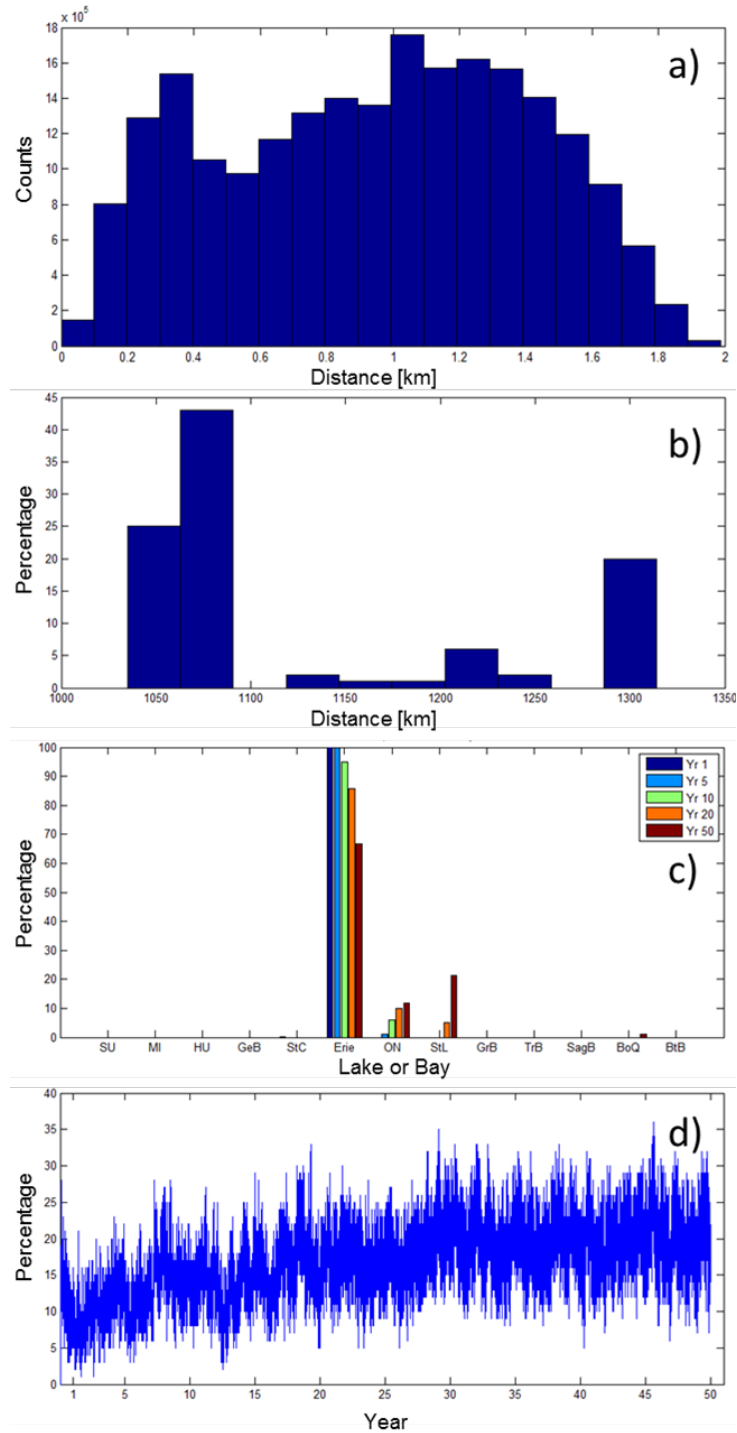 x 10⁵
18
16
14
12
10
8
6
4
2
0
Counts
a)
0 0.2 0.4 0.6 0.8 1 1.2 1.4 1.6 1.8 2
Distance [km]
45
40
35
30
25
20
15
10
5
0
Percentage
b)
1000 1050 1100 1150 1200 1250 1300 1350
Distance [km]
100
90
80
70
60
50
40
30
20
10
0
Percentage
Yr 1
Yr 5
Yr 10
Yr 20
Yr 50
c)
SU MI HU GeB StC Erie ON StL GrB TrB SagB BoQ BtB
Lake or Bay
40
35
30
25
20
15
10
5
0
Percentage
d)
1 5 10 15 20 25 30 35 40 45 50
Year